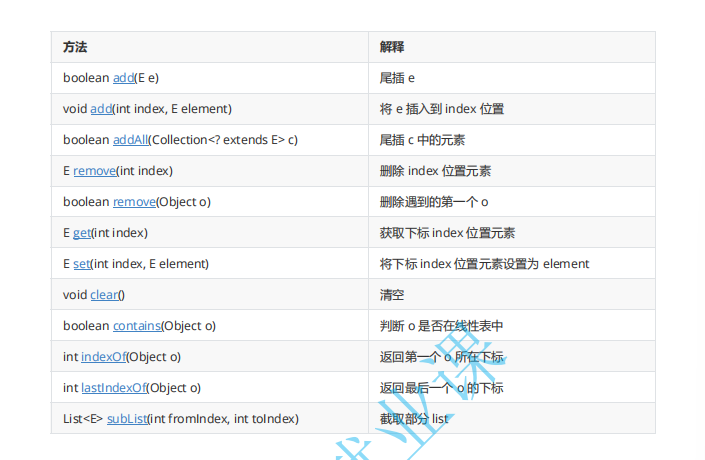 方法 解释
boolean add(E e) 尾插 e
void add(int index, E element) 将 e 插入到 index 位置
boolean addAll(Collection<? extends E> c) 尾插 c 中的元素
E remove(int index) 删除 index 位置元素
boolean remove(Object o) 删除遇到的第一个 o
E get(int index) 获取下标 index 位置元素
E set(int index, E element) 将下标 index 位置元素设置为 element
void clear() 清空
boolean contains(Object o) 判断 o 是否在线性表中
int indexOf(Object o) 返回第一个 o 所在下标
int lastIndexOf(Object o) 返回最后一个 o 的下标
List<E> subList(int fromIndex, int toIndex) 截取部分 list
业课